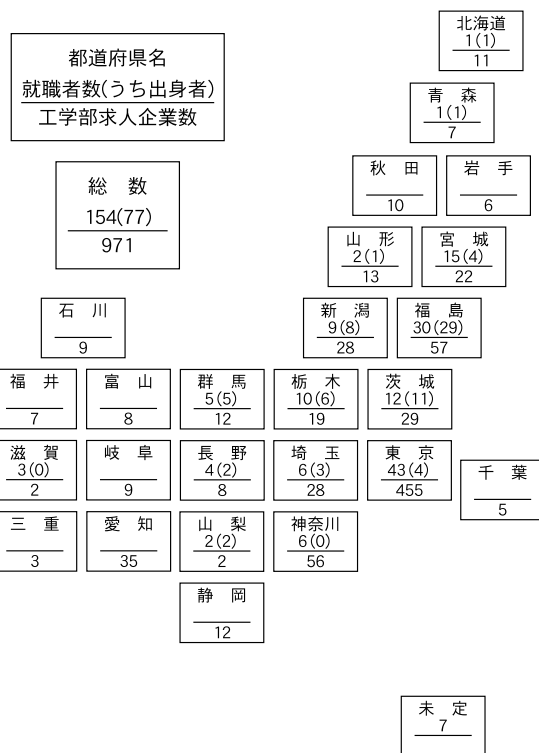 北海道
1(1)
11
都道府県名
就職者数(うち出身者)
工学部求人企業数
青 森
1(1)
7
総 数
154(77)
971
秋 田
10
岩 手
6
山 形
2(1)
13
宮 城
15(4)
22
石 川
9
新 潟
9(8)
28
福 島
30(29)
57
福 井
7
富 山
8
群 馬
5(5)
12
栃 木
10(6)
19
茨 城
12(11)
29
滋 賀
3(0)
2
岐 阜
9
長 野
4(2)
8
埼 玉
6(3)
28
東 京
43(4)
455
千 葉
5
三 重
3
愛 知
35
山 梨
2(2)
2
神奈川
6(0)
56
静 岡
12
未 定
7